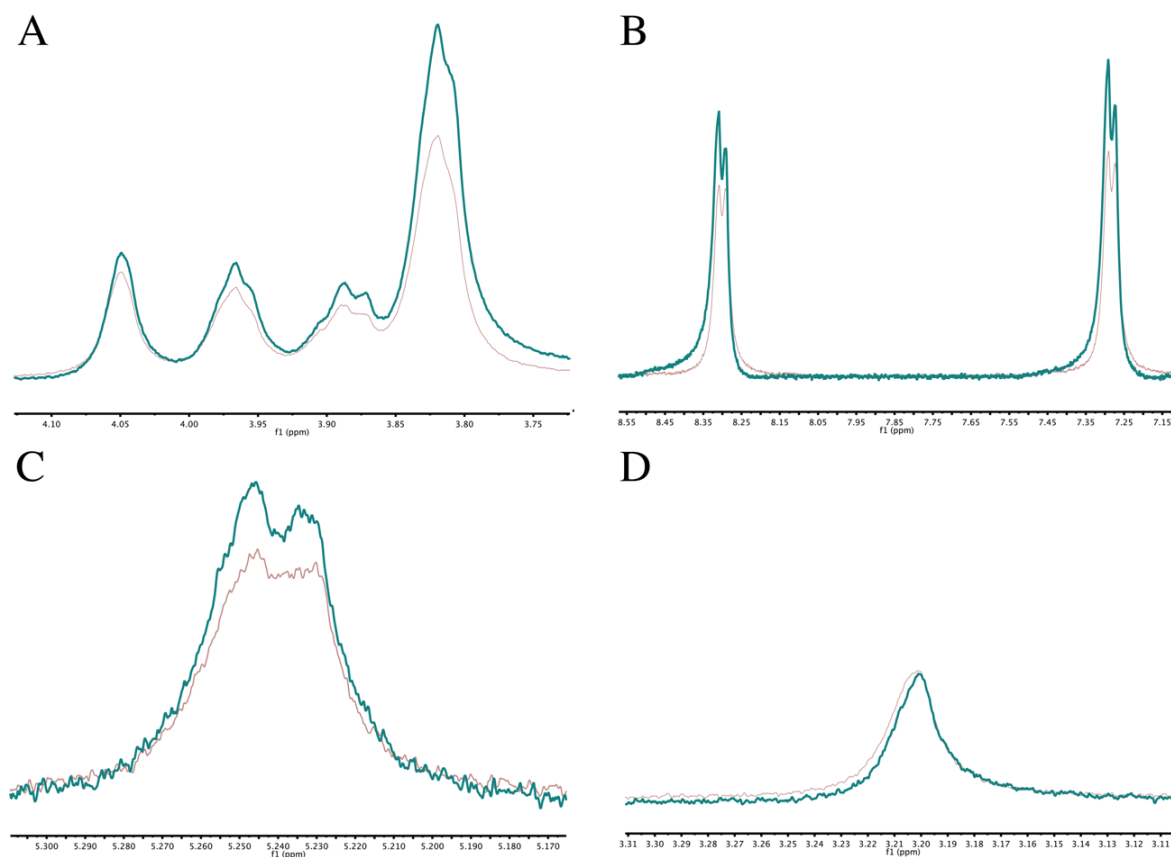 A
B
4.10 4.05 4.00 3.95 3.90 3.85 3.80 3.75
f1 (ppm)
8.55 8.45 8.35 8.25 8.15 8.05 7.95 7.85 7.75 7.65 7.55 7.45 7.35 7.25 7.15
f1 (ppm)
C
D
5.300 5.290 5.280 5.270 5.260 5.250 5.240 5.230 5.220 5.210 5.200 5.190 5.180 5.170
f1 (ppm)
3.31 3.30 3.29 3.28 3.27 3.26 3.25 3.24 3.23 3.22 3.21 3.20 3.19 3.18 3.17 3.16 3.15 3.14 3.13 3.12
f1 (ppm)